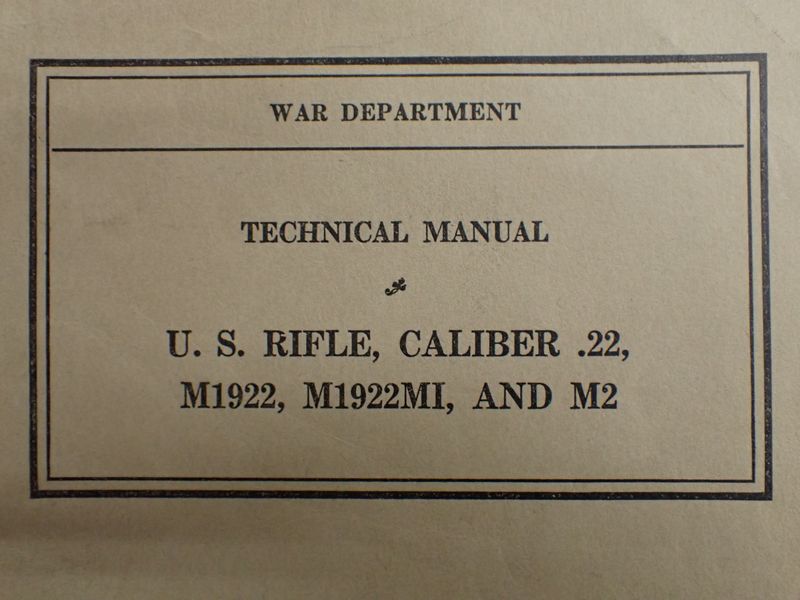 WAR DEPARTMENT
TECHNICAL MANUAL
U. S. RIFLE, CALIBER .22,
M1922, M1922MI, AND M2